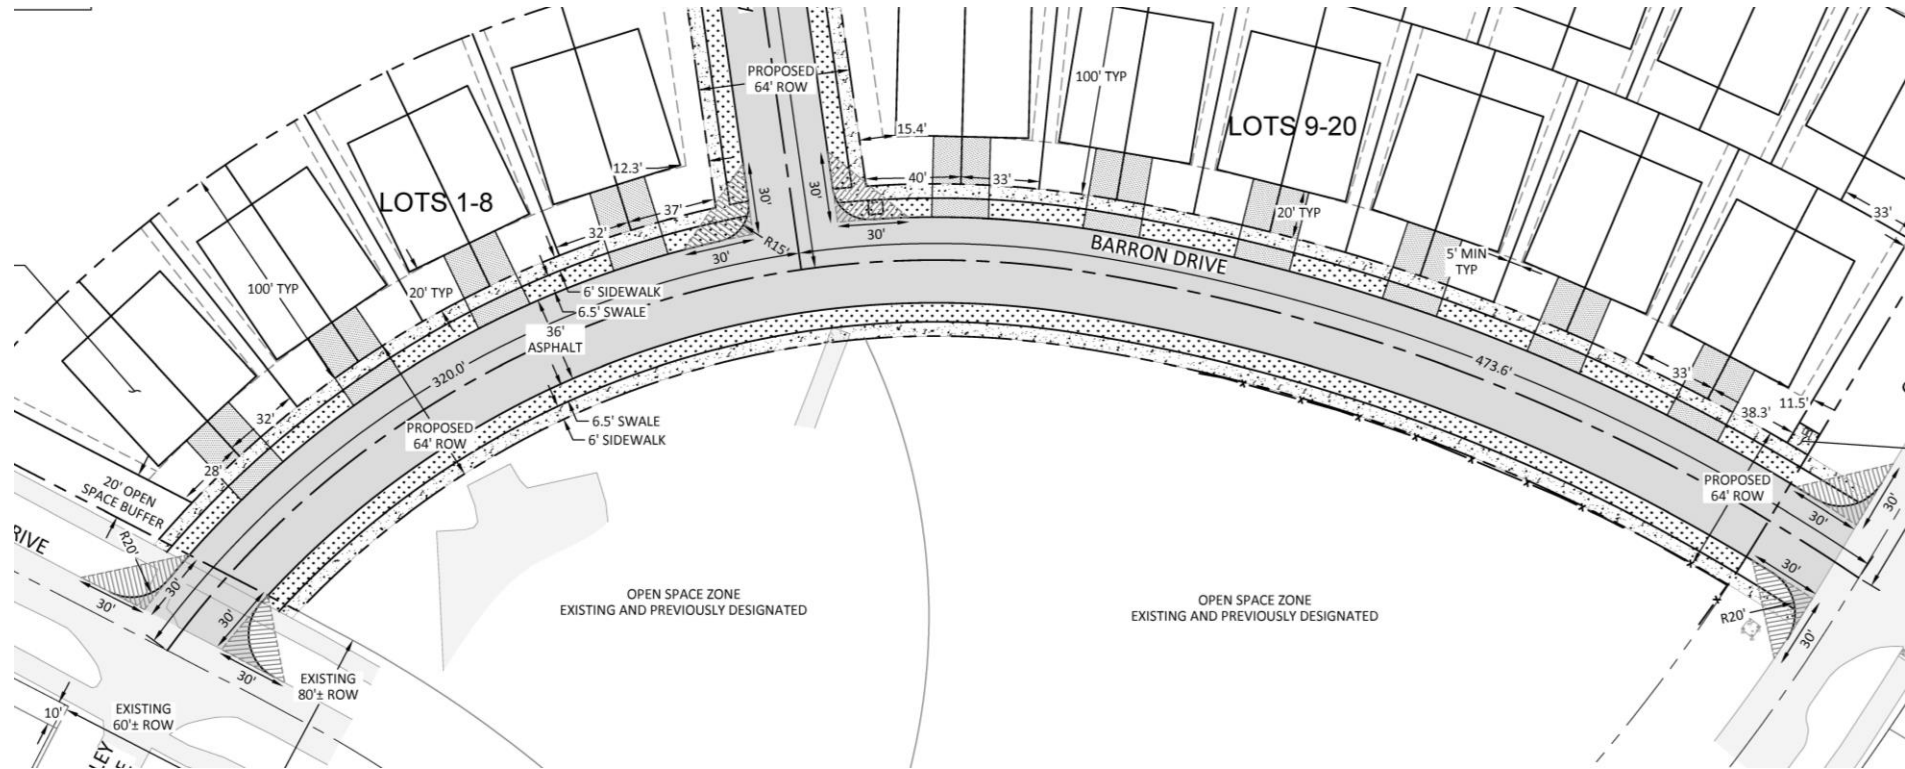 PROPOSED
64' ROW
100' TYP
LOTS 9-20
15.4'
12.3'
LOTS 1-8
40'
33'
30'
30'
37'
32'
20' TYP
33'
30'
30'
R15'
BARRON DRIVE
5' MIN
TYP
100' TYP
20' TYP
6' SIDEWALK
6.5' SWALE
36'
ASPHALT
320.0'
473.6'
33'
38.3'
11.5'
32'
6.5' SWALE
6' SIDEWALK
PROPOSED
64' ROW
28'
20' OPEN
SPACE BUFFER
PROPOSED
64' ROW
30'
30'
RIVE
R20'
30'
30'
30'
30'
30'
R20'
30'
OPEN SPACE ZONE
EXISTING AND PREVIOUSLY DESIGNATED
OPEN SPACE ZONE
EXISTING AND PREVIOUSLY DESIGNATED
EXISTING
80'± ROW
10'
EXISTING
60'± ROW
LEY